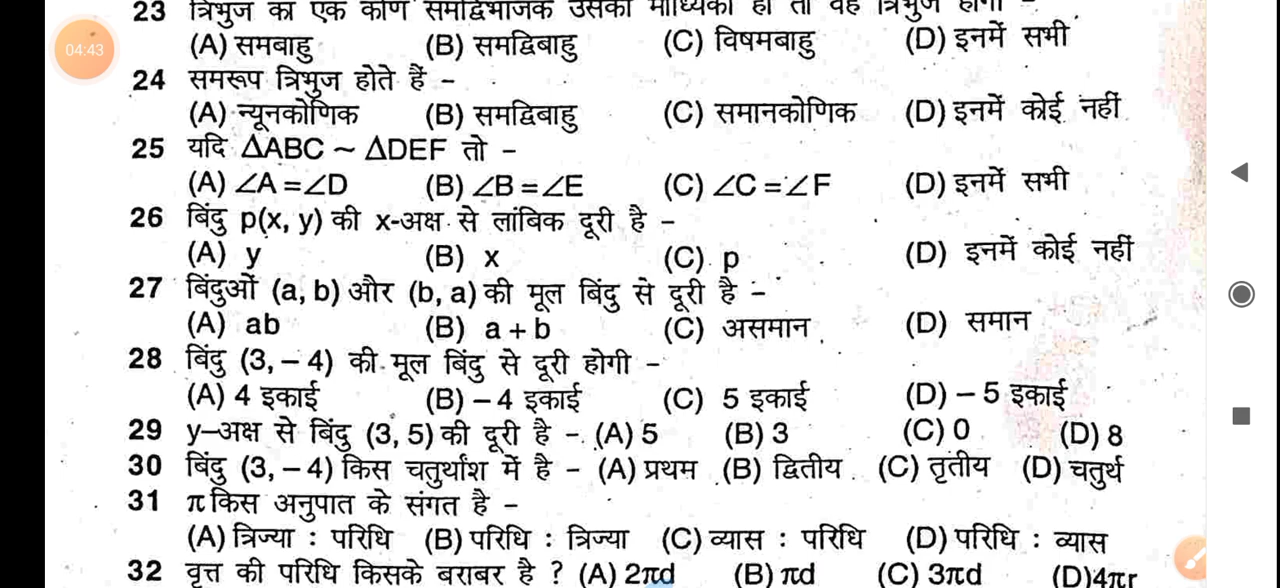 23 त्रिभुज का एक कोण समद्विभाजक उसकी माध्यिका हो तो वह त्रिभुज होगा –
04:43
(A) समबाहु (B) समद्विबाहु (C) विषमबाहु (D) इनमें सभी
24 समरूप त्रिभुज होते हैं –
(A) न्यूनकोणिक (B) समद्विबाहु (C) समानकोणिक (D) इनमें कोई नहीं
25 यदि ΔABC ~ ΔDEF तो –
(A) ∠A = ∠D (B) ∠B = ∠E (C) ∠C = ∠F (D) इनमें सभी
26 बिंदु p(x, y) की x-अक्ष से लांबिक दूरी है –
(A) y (B) x (C) p (D) इनमें कोई नहीं
27 बिंदुओं (a, b) और (b, a) की मूल बिंदु से दूरी है –
(A) ab (B) a + b (C) असमान (D) समान
28 बिंदु (3, – 4) की मूल बिंदु से दूरी होगी –
(A) 4 इकाई (B) – 4 इकाई (C) 5 इकाई (D) – 5 इकाई
29 y–अक्ष से बिंदु (3, 5) की दूरी है – (A) 5 (B) 3 (C) 0 (D) 8
30 बिंदु (3, – 4) किस चतुर्थांश में है – (A) प्रथम (B) द्वितीय (C) तृतीय (D) चतुर्थ
31 π किस अनुपात के संगत है –
(A) त्रिज्या : परिधि (B) परिधि : त्रिज्या (C) व्यास : परिधि (D) परिधि : व्यास
32 वृत्त की परिधि किसके बराबर है ? (A) 2πd (B) πd (C) 3πd (D) 4πr